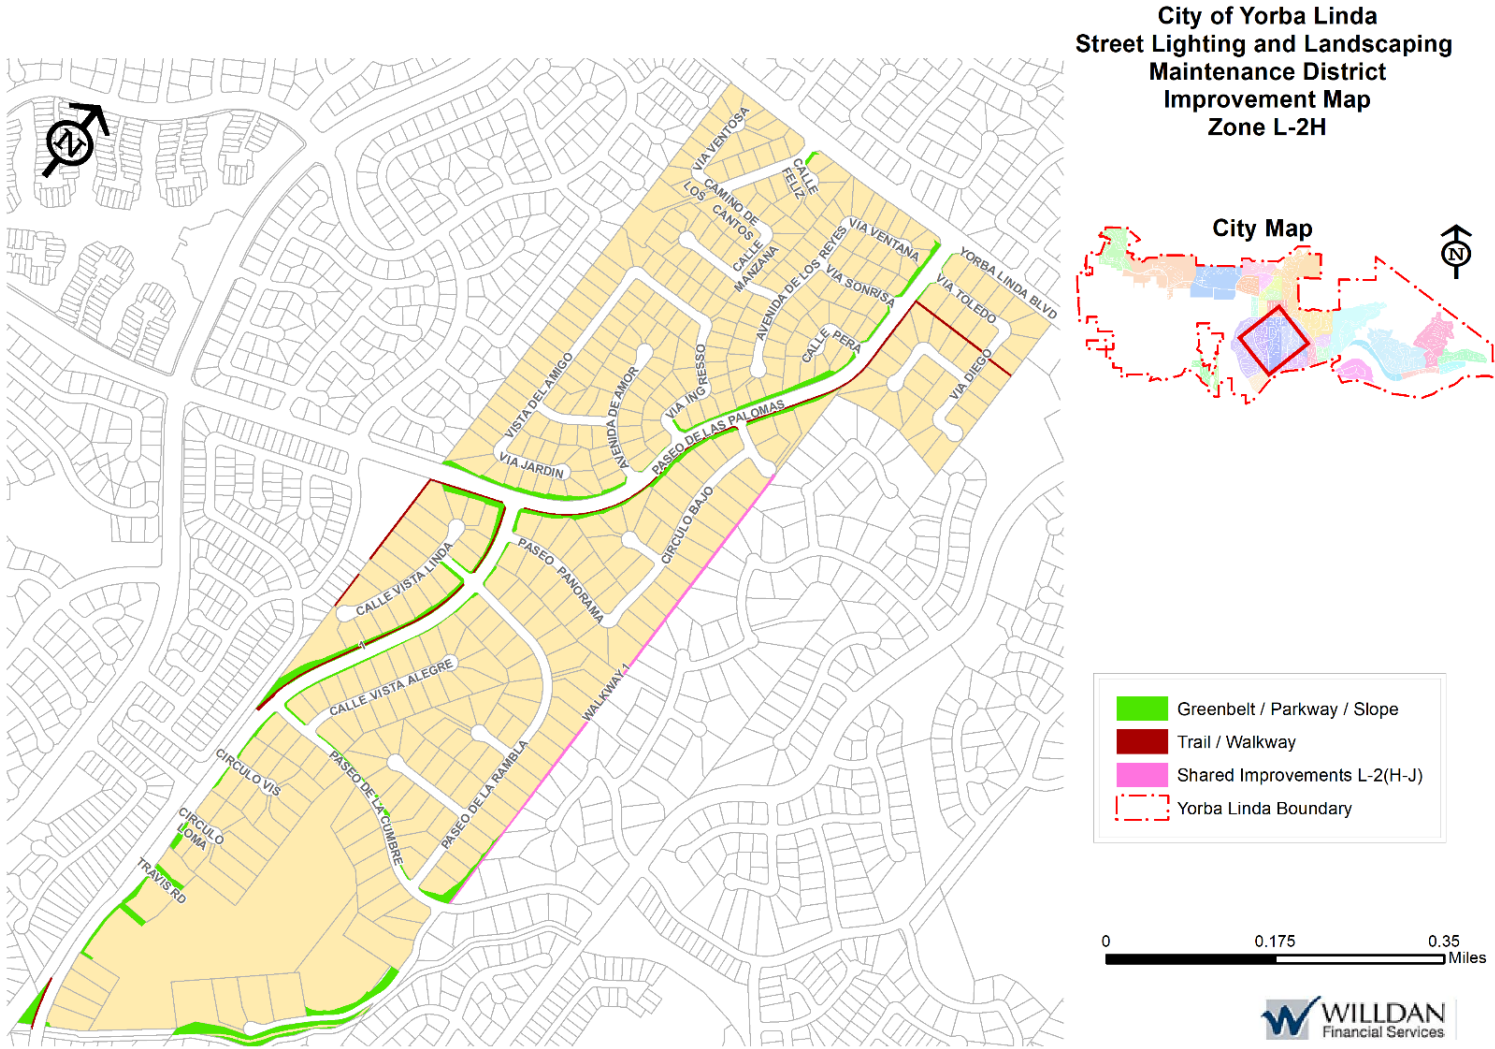 City of Yorba Linda
Street Lighting and Landscaping
Maintenance District
Improvement Map
Zone L-2H
N
City Map
N
VIA VENTOSA
CALLE
FELIZ
CAMINO DE
LOS CANTOS
CALLE
MANZANA
AVENIDA DE LOS REYES
VIA VENTANA
VIA SONRISA
YORBA LINDA BLVD
VIA TOLEDO
CALLE PERA
VIA DIEGO
VISTA DEL AMIGO
AVENIDA DE AMOR
VIA INGRESSO
PASEO DE LAS PALOMAS
VIA JARDIN
CIRCULO BAJO
CALLE VISTA LINDA
PASEO PANORAMA
1
CALLE VISTA ALEGRE
WALKWAY 1
CIRCULO VIS
PASEO DE LA CUMBRE
PASEO DE LA RAMBLA
CIRCULO
LOMA
TRAVIS RD
Greenbelt / Parkway / Slope
Trail / Walkway
Shared Improvements L-2(H-J)
Yorba Linda Boundary
0 0.175 0.35
Miles
W WILLDAN
Financial Services